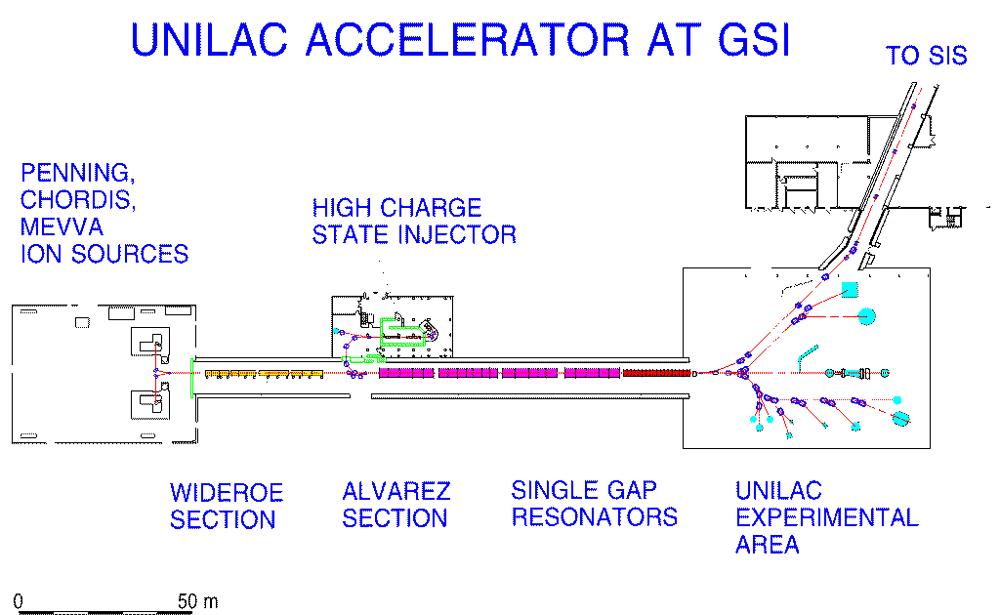 UNILAC ACCELERATOR AT GSI
TO SIS
PENNING,
CHORDIS,
MEVVA
ION SOURCES
HIGH CHARGE
STATE INJECTOR
WIDEROE
SECTION
ALVAREZ
SECTION
SINGLE GAP
RESONATORS
UNILAC
EXPERIMENTAL
AREA
0 50 m